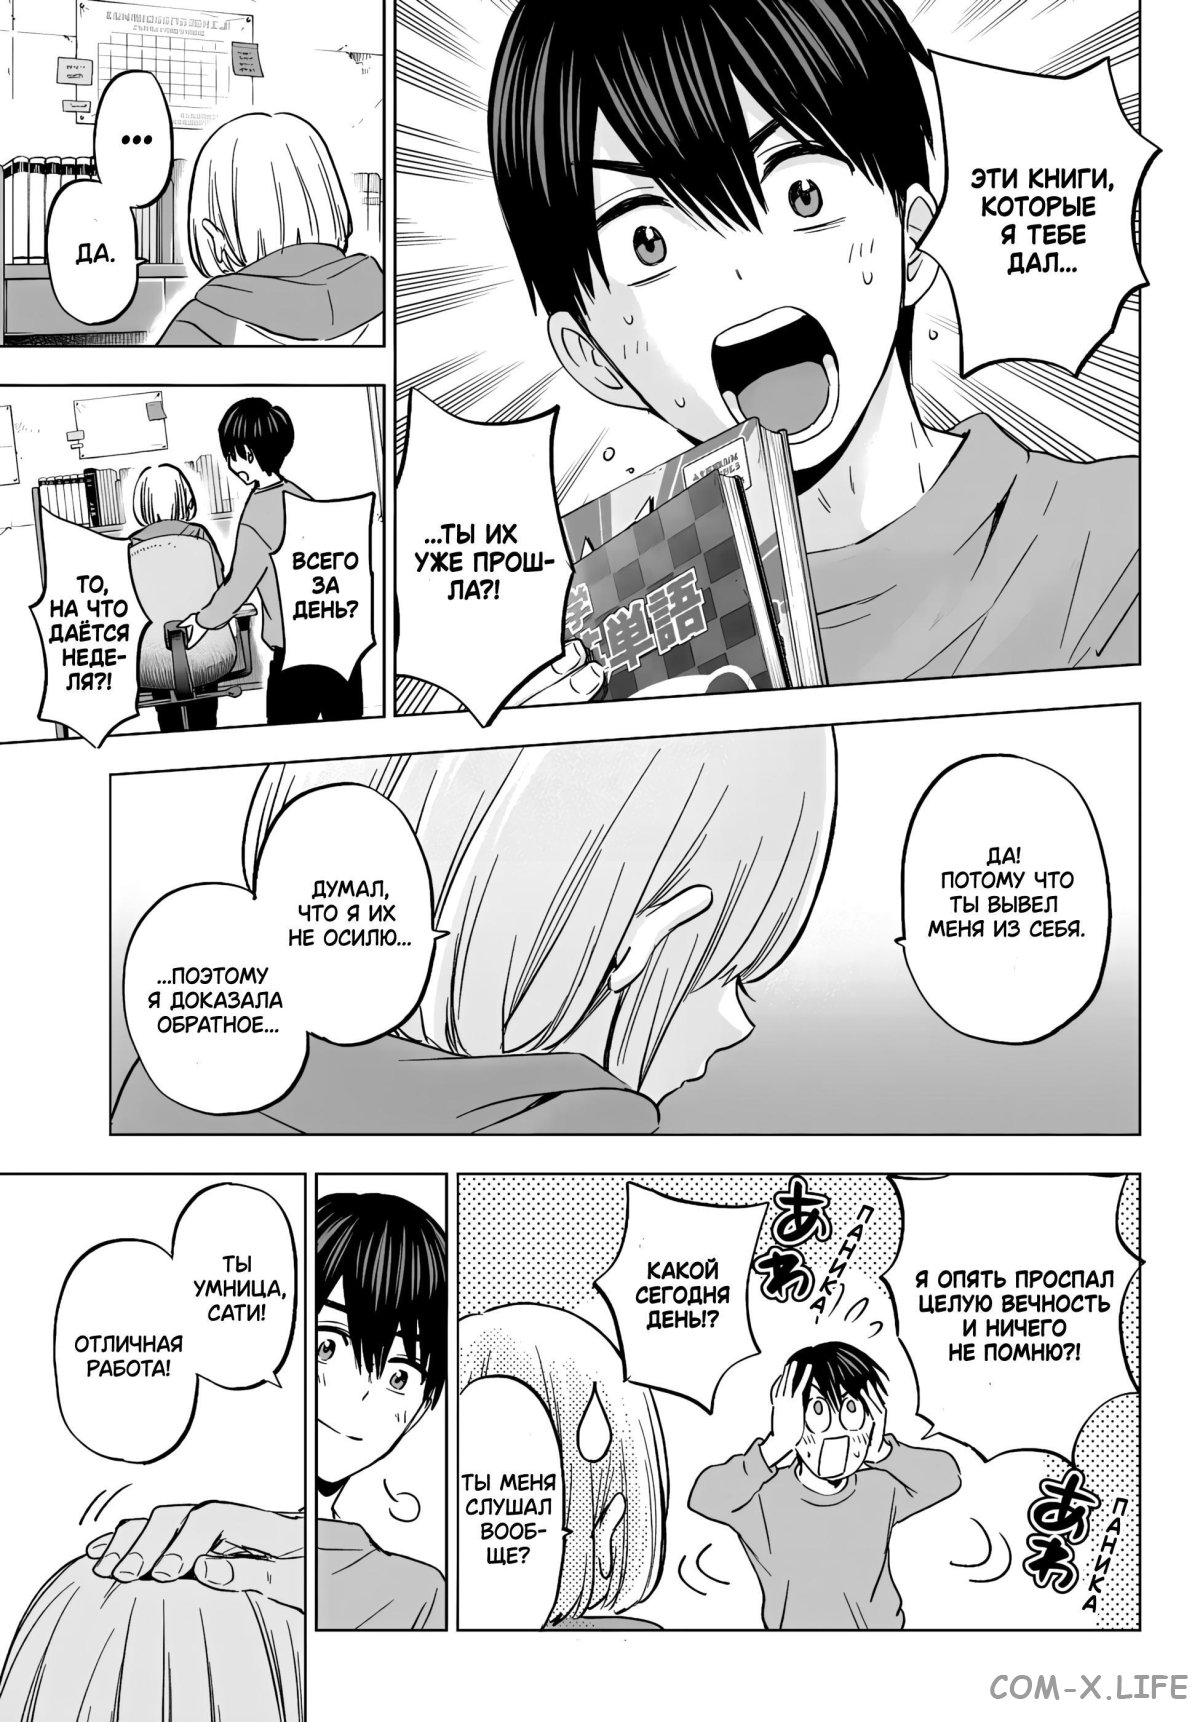 ЭТИ КНИГИ,
КОТОРЫЕ
Я ТЕБЕ
ДАЛ...
...ТЫ ИХ
УЖЕ ПРОШ-
ЛА?!
単語
...
ДА.
ВСЕГО
ЗА
ДЕНЬ?
ТО,
НА ЧТО
ДАЁТСЯ
НЕДЕ-
ЛЯ?!
ДА!
ПОТОМУ ЧТО
ТЫ ВЫВЕЛ
МЕНЯ ИЗ СЕБЯ.
ДУМАЛ,
ЧТО Я ИХ
НЕ ОСИЛЮ...
...ПОЭТОМУ
Я ДОКАЗАЛА
ОБРАТНОЕ...
Я ОПЯТЬ ПРОСПАЛ
ЦЕЛУЮ ВЕЧНОСТЬ
И НИЧЕГО
НЕ ПОМНЮ?!
あわ
ПАНИКА
КАКОЙ
СЕГОДНЯ
ДЕНЬ!?
あわ
ПАНИКА
ТЫ МЕНЯ
СЛУШАЛ
ВООБ-
ЩЕ?
ТЫ
УМНИЦА,
САТИ!
ОТЛИЧНАЯ
РАБОТА!
COM-X.LIFE